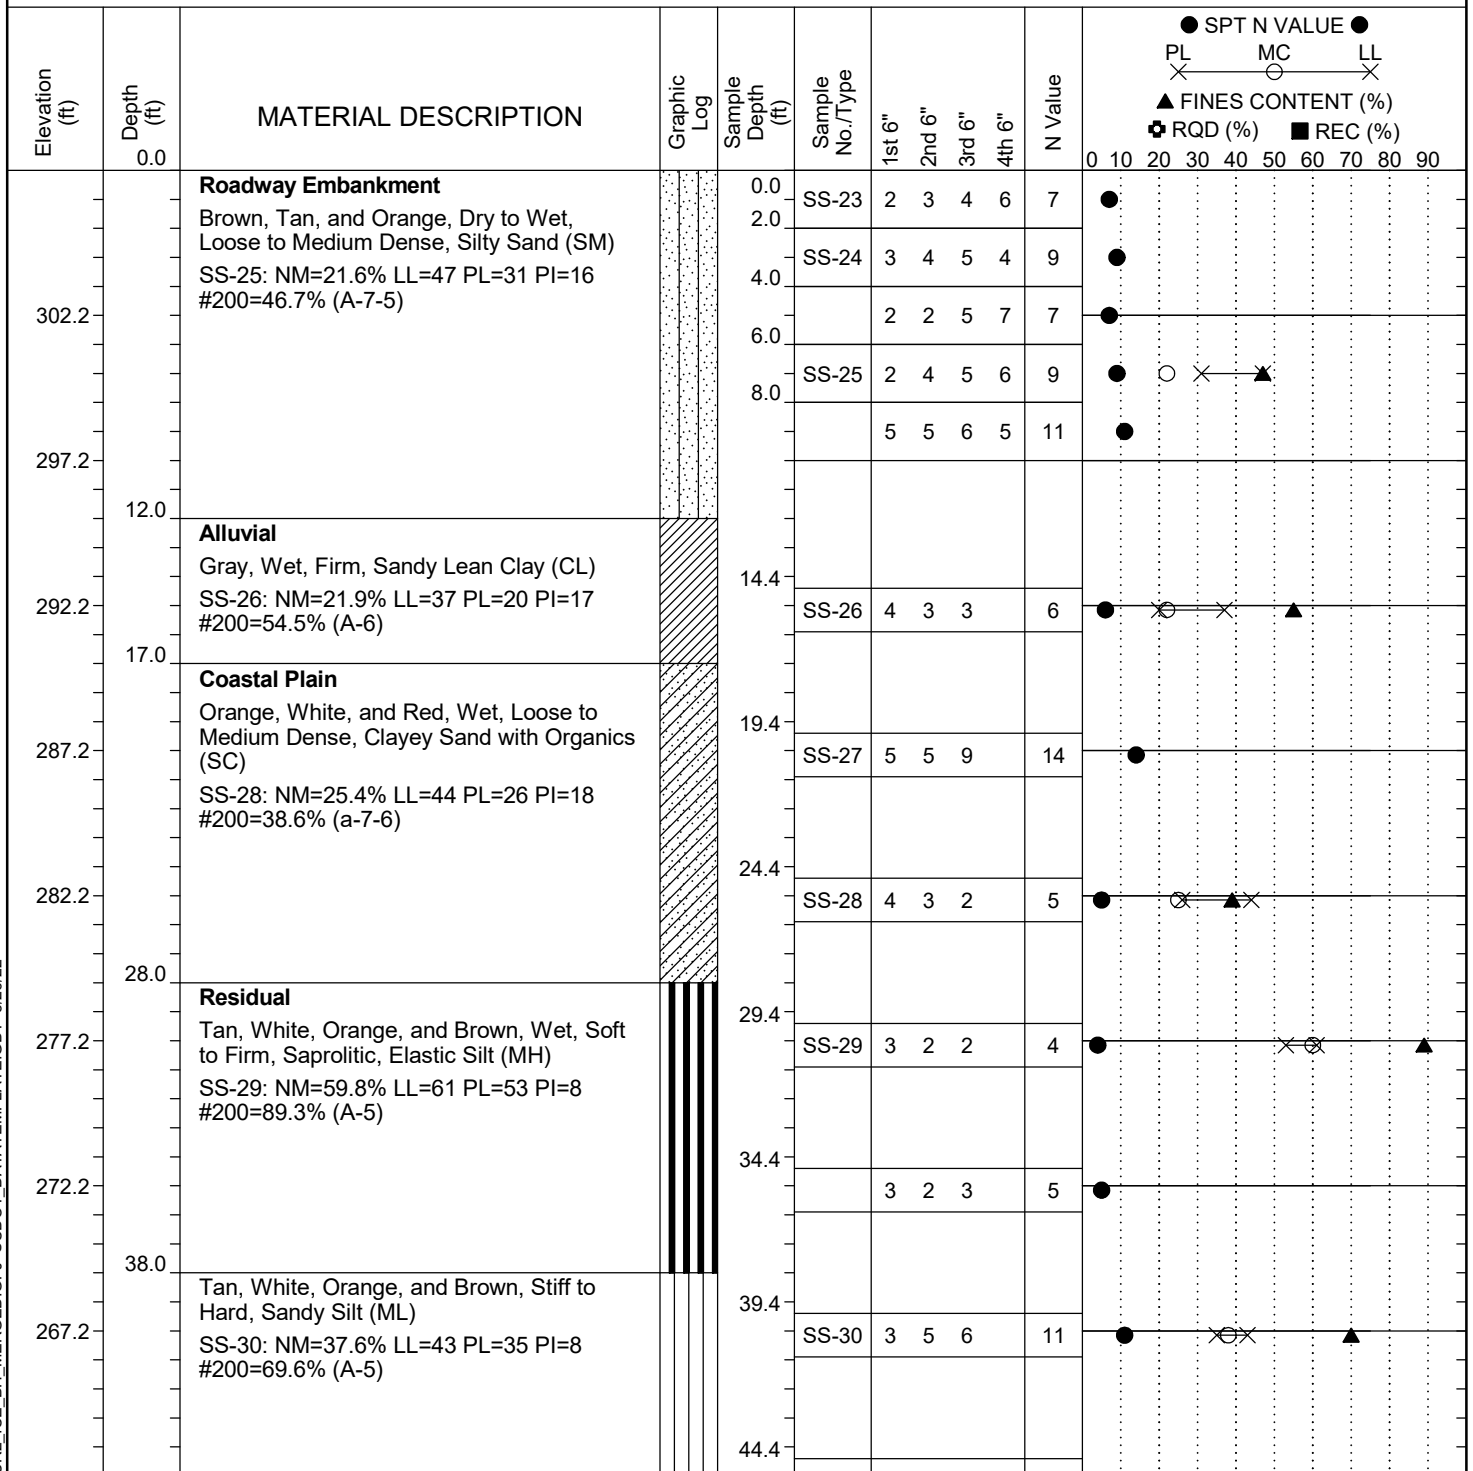 ● SPT N VALUE ●
PL MC LL
▲ FINES CONTENT (%)
RQD (%) ■ REC (%)
0 10 20 30 40 50 60 70 80 90
Elevation (ft)
Depth (ft)
0.0
MATERIAL DESCRIPTION
Graphic Log
Sample Depth (ft)
Sample No./Type
1st 6"
2nd 6"
3rd 6"
4th 6"
N Value
Roadway Embankment
Brown, Tan, and Orange, Dry to Wet,
Loose to Medium Dense, Silty Sand (SM)
SS-25: NM=21.6% LL=47 PL=31 PI=16
#200=46.7% (A-7-5)
0.0
SS-23 2 3 4 6 7
2.0
SS-24 3 4 5 4 9
4.0
302.2
2 2 5 7 7
6.0
SS-25 2 4 5 6 9
8.0
5 5 6 5 11
297.2
12.0
Alluvial
Gray, Wet, Firm, Sandy Lean Clay (CL)
SS-26: NM=21.9% LL=37 PL=20 PI=17
#200=54.5% (A-6)
14.4
292.2
SS-26 4 3 3 6
17.0
Coastal Plain
Orange, White, and Red, Wet, Loose to
Medium Dense, Clayey Sand with Organics
(SC)
SS-28: NM=25.4% LL=44 PL=26 PI=18
#200=38.6% (a-7-6)
19.4
287.2
SS-27 5 5 9 14
24.4
282.2
SS-28 4 3 2 5
28.0
Residual
Tan, White, Orange, and Brown, Wet, Soft
to Firm, Saprolitic, Elastic Silt (MH)
SS-29: NM=59.8% LL=61 PL=53 PI=8
#200=89.3% (A-5)
29.4
277.2
SS-29 3 2 2 4
34.4
272.2
3 2 3 5
38.0
Tan, White, Orange, and Brown, Stiff to
Hard, Sandy Silt (ML)
SS-30: NM=37.6% LL=43 PL=35 PI=8
#200=69.6% (A-5)
39.4
267.2
SS-30 3 5 6 11
44.4